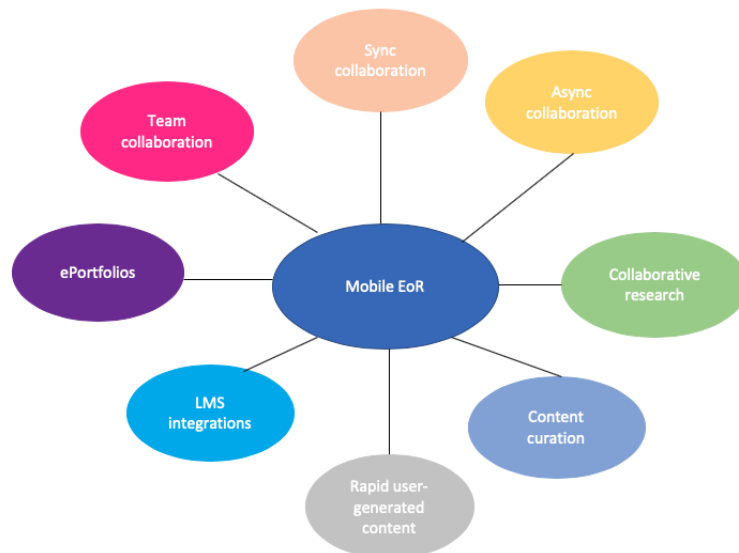 Sync
collaboration
Async
collaboration
Team
collaboration
ePortfolios
Mobile EoR
Collaborative
research
LMS
integrations
Content
curation
Rapid user-
generated
content